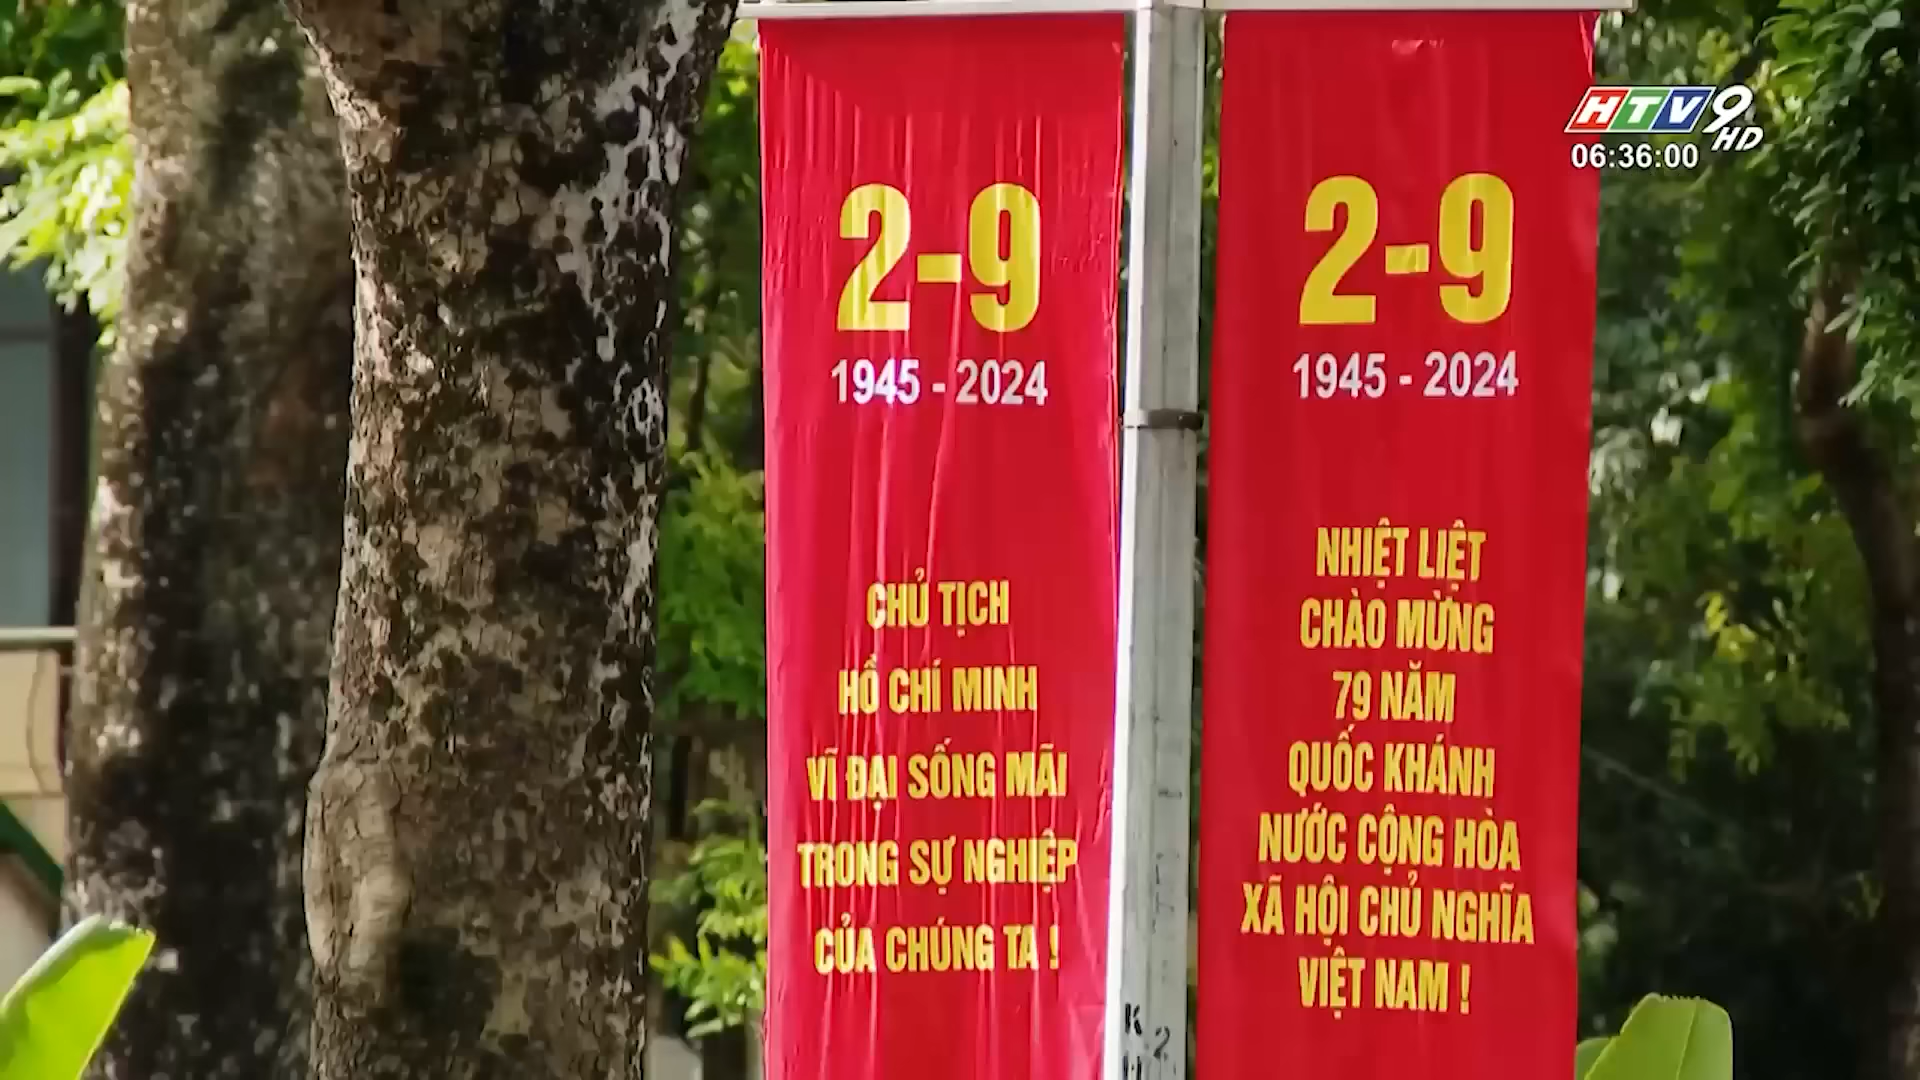 2-9
1945 - 2024
CHỦ TỊCH
HỒ CHÍ MINH
VĨ ĐẠI SỐNG MÃI
TRONG SỰ NGHIỆP
CỦA CHÚNG TA !
2-9
1945 - 2024
NHIỆT LIỆT
CHÀO MỪNG
79 NĂM
QUỐC KHÁNH
NƯỚC CỘNG HÒA
XÃ HỘI CHỦ NGHĨA
VIỆT NAM !
HTV9 HD
06:36:00
K 2